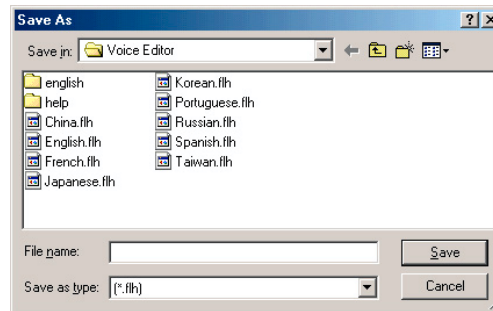 Save As
Save in: Voice Editor
english
help
China.flh
English.flh
French.flh
Japanese.flh
Korean.flh
Portuguese.flh
Russian.flh
Spanish.flh
Taiwan.flh
File name:
Save
Save as type: (*.flh)
Cancel